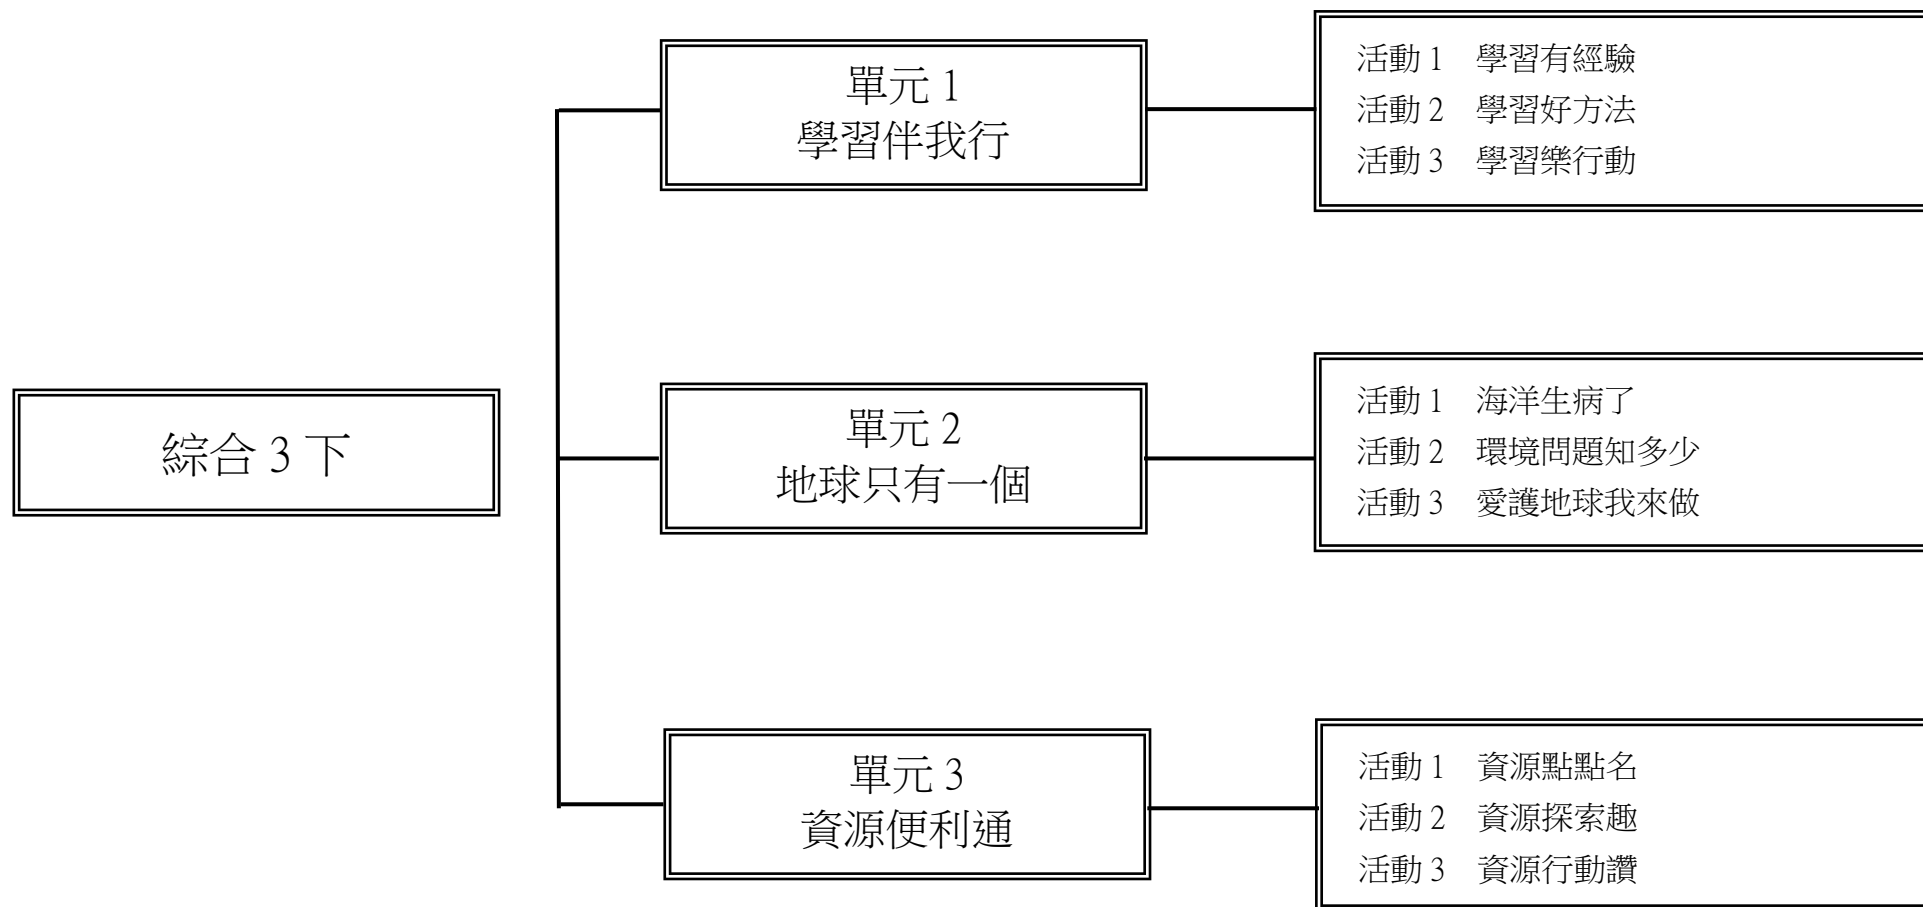 綜合 3 下
單元 1
學習伴我行
活動 1　學習有經驗
活動 2　學習好方法
活動 3　學習樂行動
單元 2
地球只有一個
活動 1　海洋生病了
活動 2　環境問題知多少
活動 3　愛護地球我來做
單元 3
資源便利通
活動 1　資源點點名
活動 2　資源探索趣
活動 3　資源行動讚